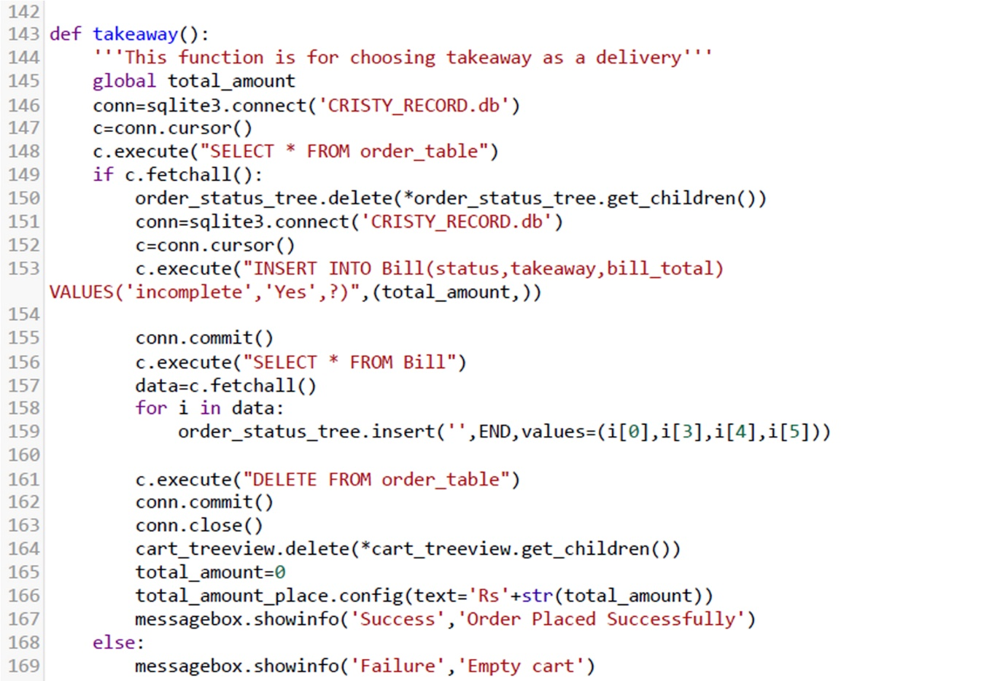 142
143 def takeaway():
144     '''This function is for choosing takeaway as a delivery'''
145     global total_amount
146     conn=sqlite3.connect('CRISTY_RECORD.db')
147     c=conn.cursor()
148     c.execute("SELECT * FROM order_table")
149     if c.fetchall():
150         order_status_tree.delete(*order_status_tree.get_children())
151         conn=sqlite3.connect('CRISTY_RECORD.db')
152         c=conn.cursor()
153         c.execute("INSERT INTO Bill(status,takeaway,bill_total)
VALUES('incomplete','Yes',?)",(total_amount,))
154
155         conn.commit()
156         c.execute("SELECT * FROM Bill")
157         data=c.fetchall()
158         for i in data:
159             order_status_tree.insert('',END,values=(i[0],i[3],i[4],i[5]))
160
161         c.execute("DELETE FROM order_table")
162         conn.commit()
163         conn.close()
164         cart_treeview.delete(*cart_treeview.get_children())
165         total_amount=0
166         total_amount_place.config(text='Rs'+str(total_amount))
167         messagebox.showinfo('Success','Order Placed Successfully')
168     else:
169         messagebox.showinfo('Failure','Empty cart')